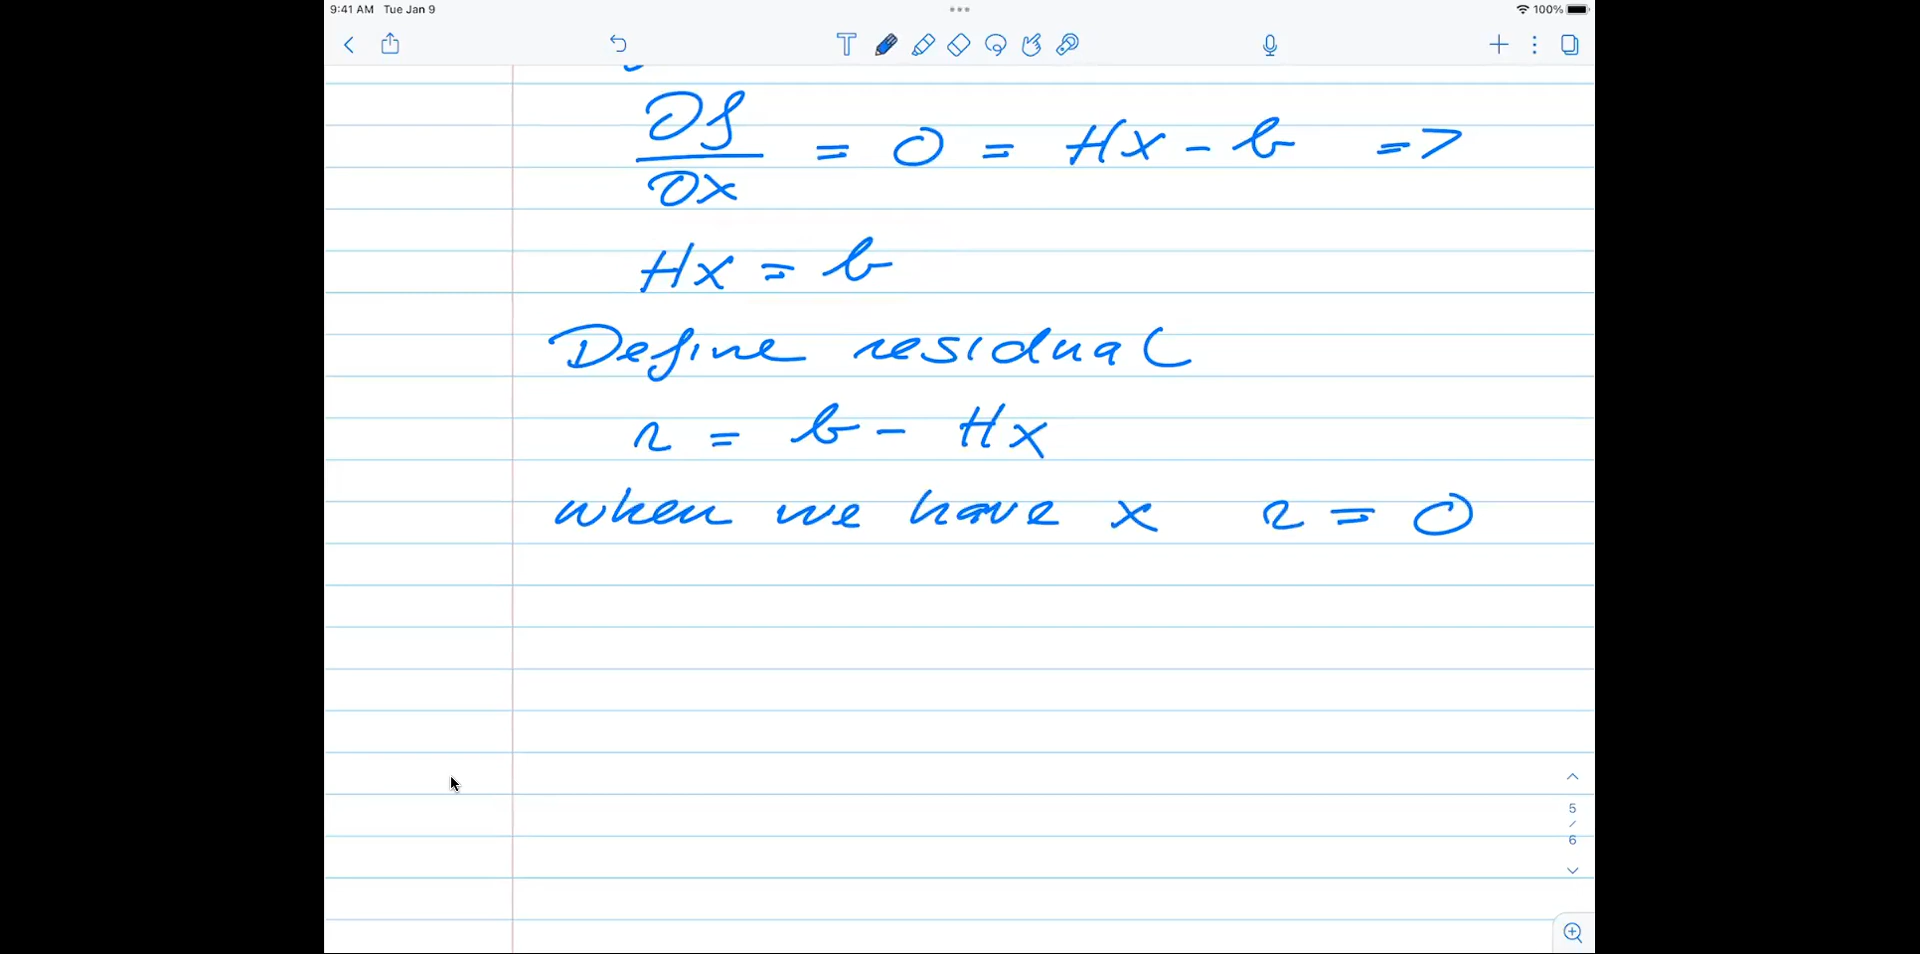 9:41 AM Tue Jan 9
100%
∂f/∂x = 0 = Hx - b =>
Hx = b
Define residual
r = b - Hx
when we have x r = 0
5
/
6